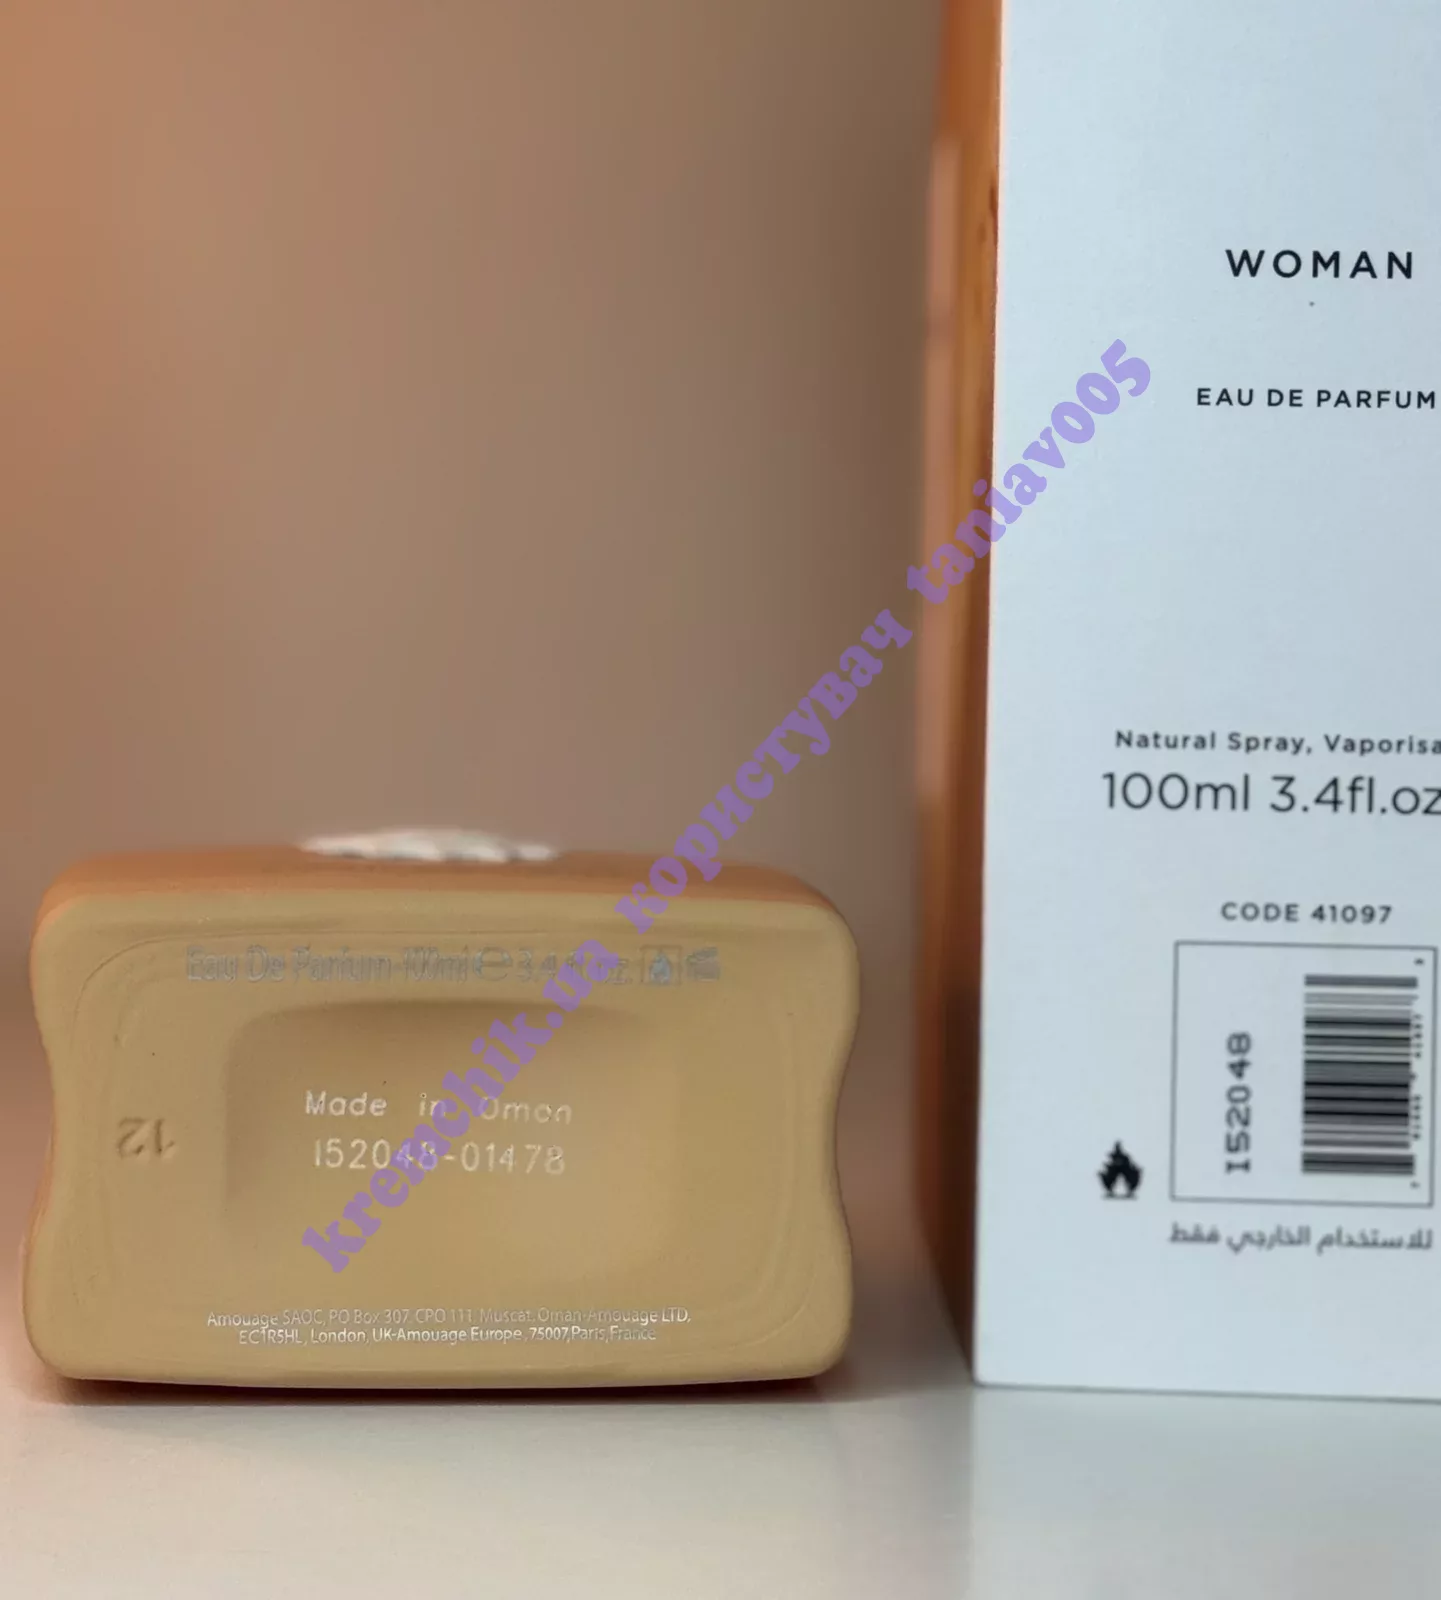 WOMAN
EAU DE PARFUM
Natural Spray, Vaporisa
100ml 3.4fl.oz
CODE 41097
152048
للاستخدام الخارجي فقط
Eau De Parfum-100ml e 3.4 fl. oz.
Made in Oman
152048-01478
12
Amouage SAOC, PO Box 307, CPO 111, Muscat, Oman-Amouage LTD,
EC1R5HL, London, UK-Amouage Europe, 75007, Paris, France
kremchik.ua користувач taniav005